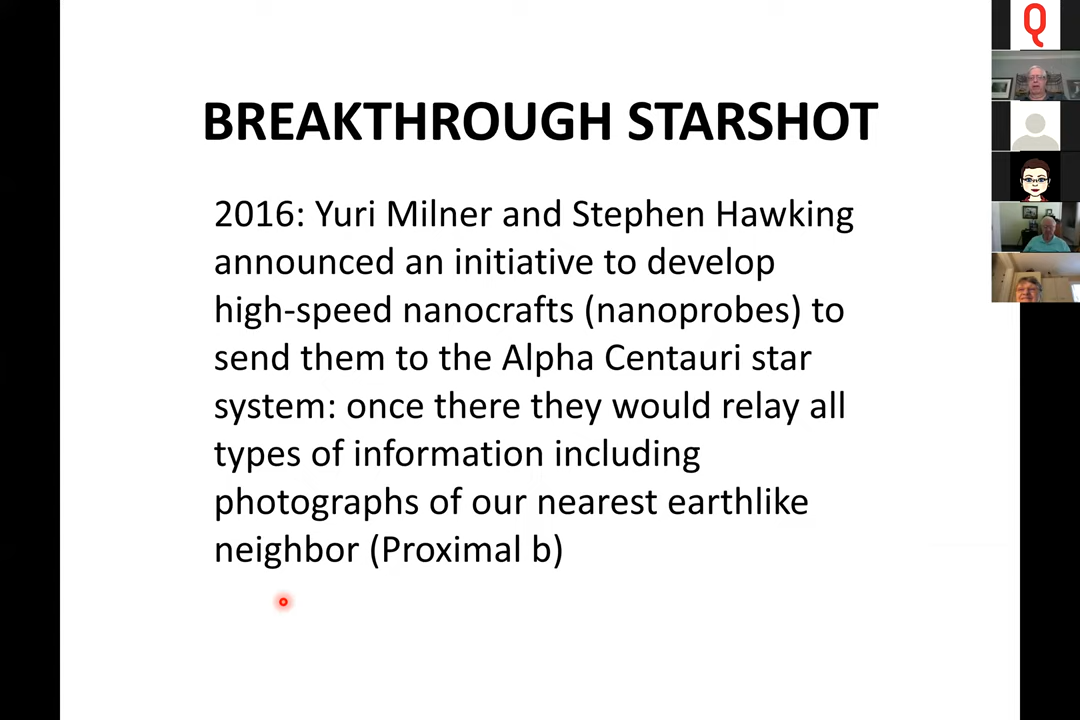 Q
BREAKTHROUGH STARSHOT
2016: Yuri Milner and Stephen Hawking
announced an initiative to develop
high-speed nanocrafts (nanoprobes) to
send them to the Alpha Centauri star
system: once there they would relay all
types of information including
photographs of our nearest earthlike
neighbor (Proximal b)